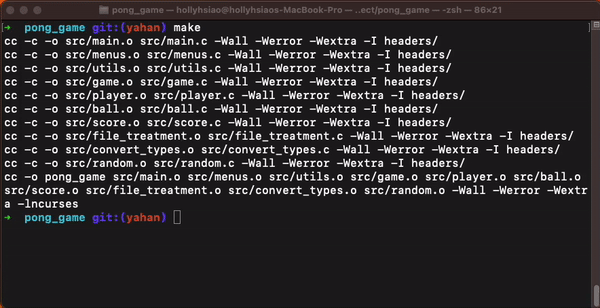 pong_game — hollyhsiao@hollyhsiaos-MacBook-Pro — ..ect/pong_game — -zsh — 86×21
➜  pong_game git:(yahan) make
cc -c -o src/main.o src/main.c -Wall -Werror -Wextra -I headers/
cc -c -o src/menus.o src/menus.c -Wall -Werror -Wextra -I headers/
cc -c -o src/utils.o src/utils.c -Wall -Werror -Wextra -I headers/
cc -c -o src/game.o src/game.c -Wall -Werror -Wextra -I headers/
cc -c -o src/player.o src/player.c -Wall -Werror -Wextra -I headers/
cc -c -o src/ball.o src/ball.c -Wall -Werror -Wextra -I headers/
cc -c -o src/score.o src/score.c -Wall -Werror -Wextra -I headers/
cc -c -o src/file_treatment.o src/file_treatment.c -Wall -Werror -Wextra -I headers/
cc -c -o src/convert_types.o src/convert_types.c -Wall -Werror -Wextra -I headers/
cc -c -o src/random.o src/random.c -Wall -Werror -Wextra -I headers/
cc -o pong_game src/main.o src/menus.o src/utils.o src/game.o src/player.o src/ball.o
src/score.o src/file_treatment.o src/convert_types.o src/random.o -Wall -Werror -Wextr
a -lncurses
➜  pong_game git:(yahan)